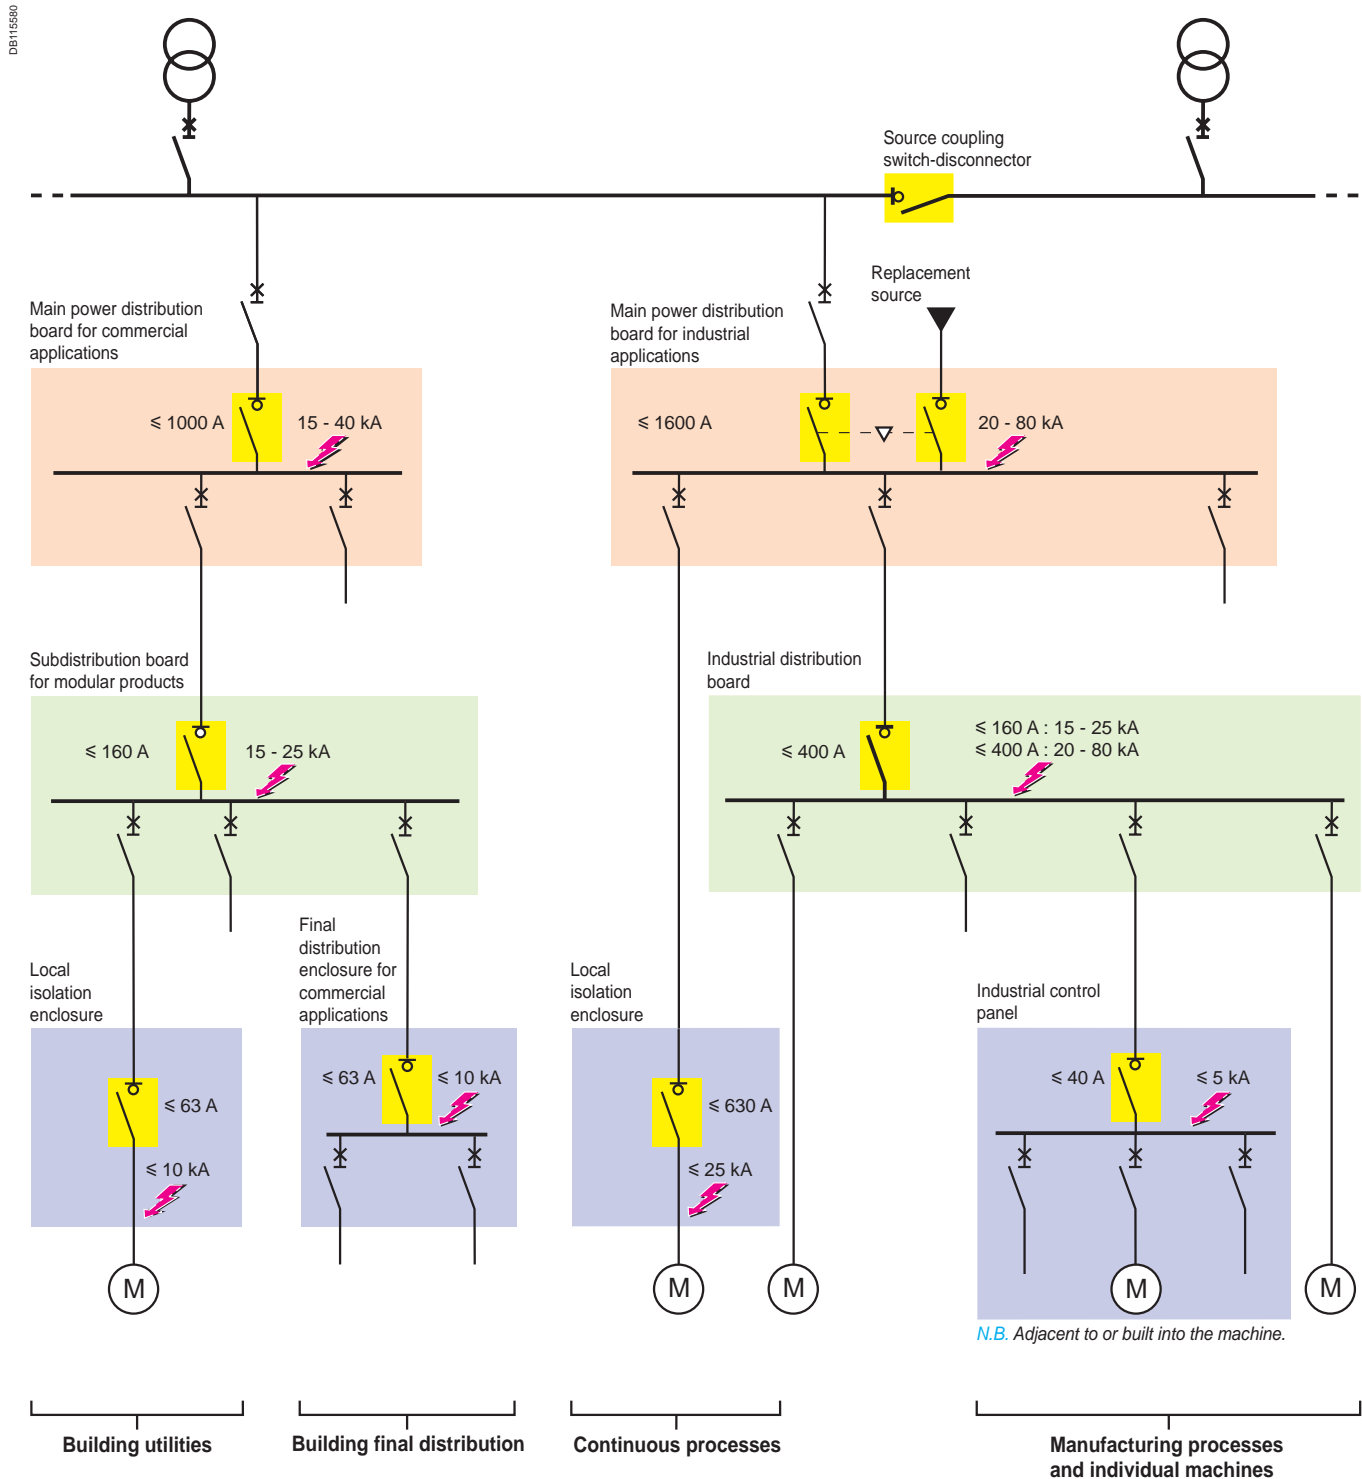 DB115580
Source coupling
switch-disconnector
Replacement
source
Main power distribution
board for commercial
applications
Main power distribution
board for industrial
applications
≤ 1000 A
15 - 40 kA
≤ 1600 A
20 - 80 kA
Subdistribution board
for modular products
Industrial distribution
board
≤ 160 A
15 - 25 kA
≤ 400 A
≤ 160 A : 15 - 25 kA
≤ 400 A : 20 - 80 kA
Local
isolation
enclosure
Final
distribution
enclosure for
commercial
applications
Local
isolation
enclosure
Industrial control
panel
≤ 63 A
≤ 10 kA
≤ 63 A
≤ 10 kA
≤ 630 A
≤ 25 kA
≤ 40 A
≤ 5 kA
M
M
M
M
M
N.B. Adjacent to or built into the machine.
Building utilities
Building final distribution
Continuous processes
Manufacturing processes
and individual machines